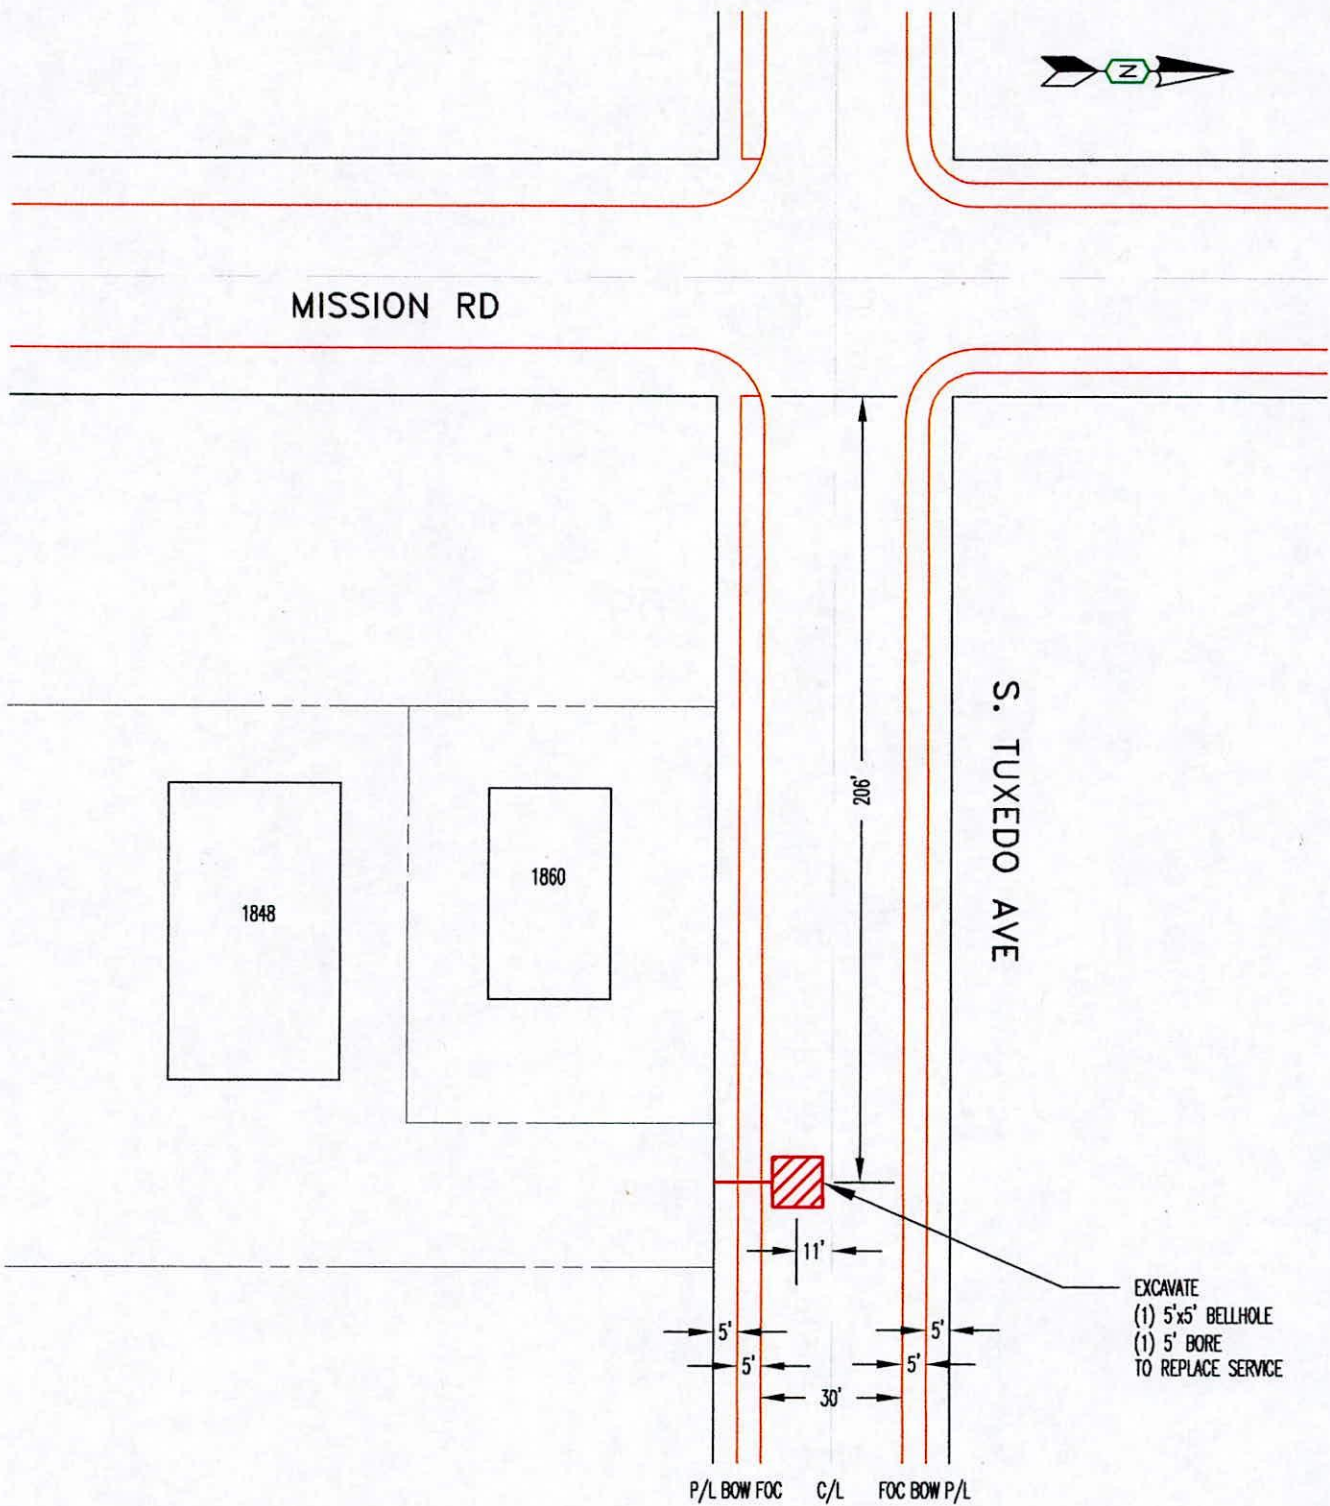 N
MISSION RD
S. TUXEDO AVE
206'
1860
1848
11'
EXCAVATE
(1) 5'x5' BELLHOLE
(1) 5' BORE
TO REPLACE SERVICE
5'
5'
5'
5'
30'
P/L BOW FOC C/L FOC BOW P/L